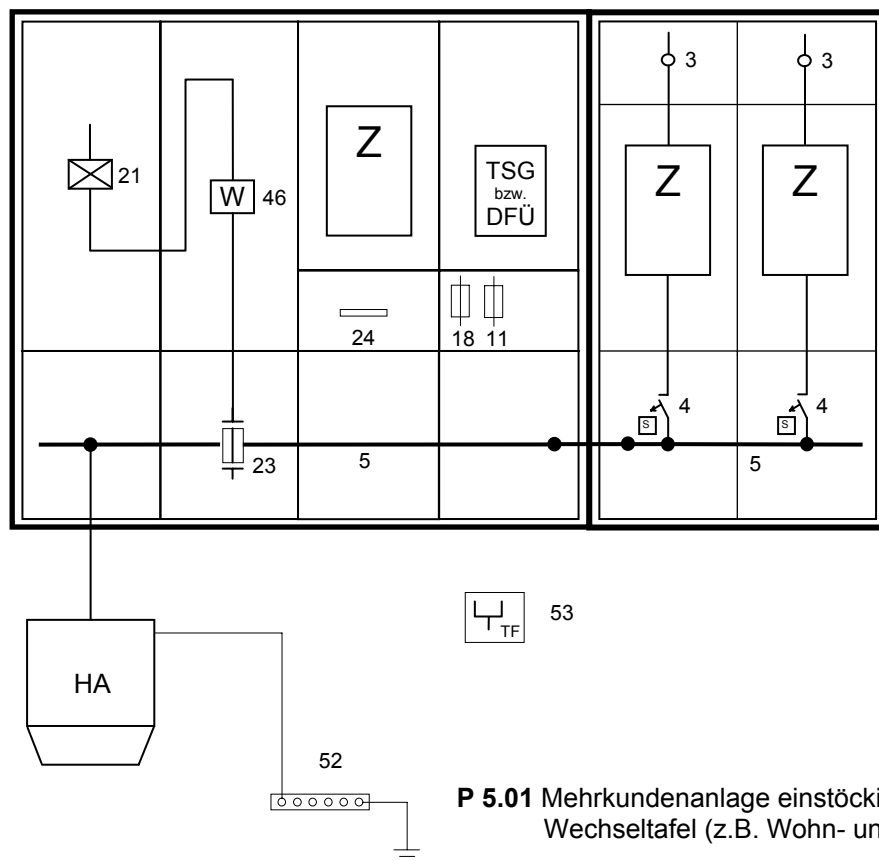 3 3
Z Z Z
TSG
bzw.
DFÜ
21 W 46
24 18 11
S 4 S 4
23 5 5
53
TF
HA
52
P 5.01 Mehrkundenanlage einstöcki
Wechseltafel (z.B. Wohn- un